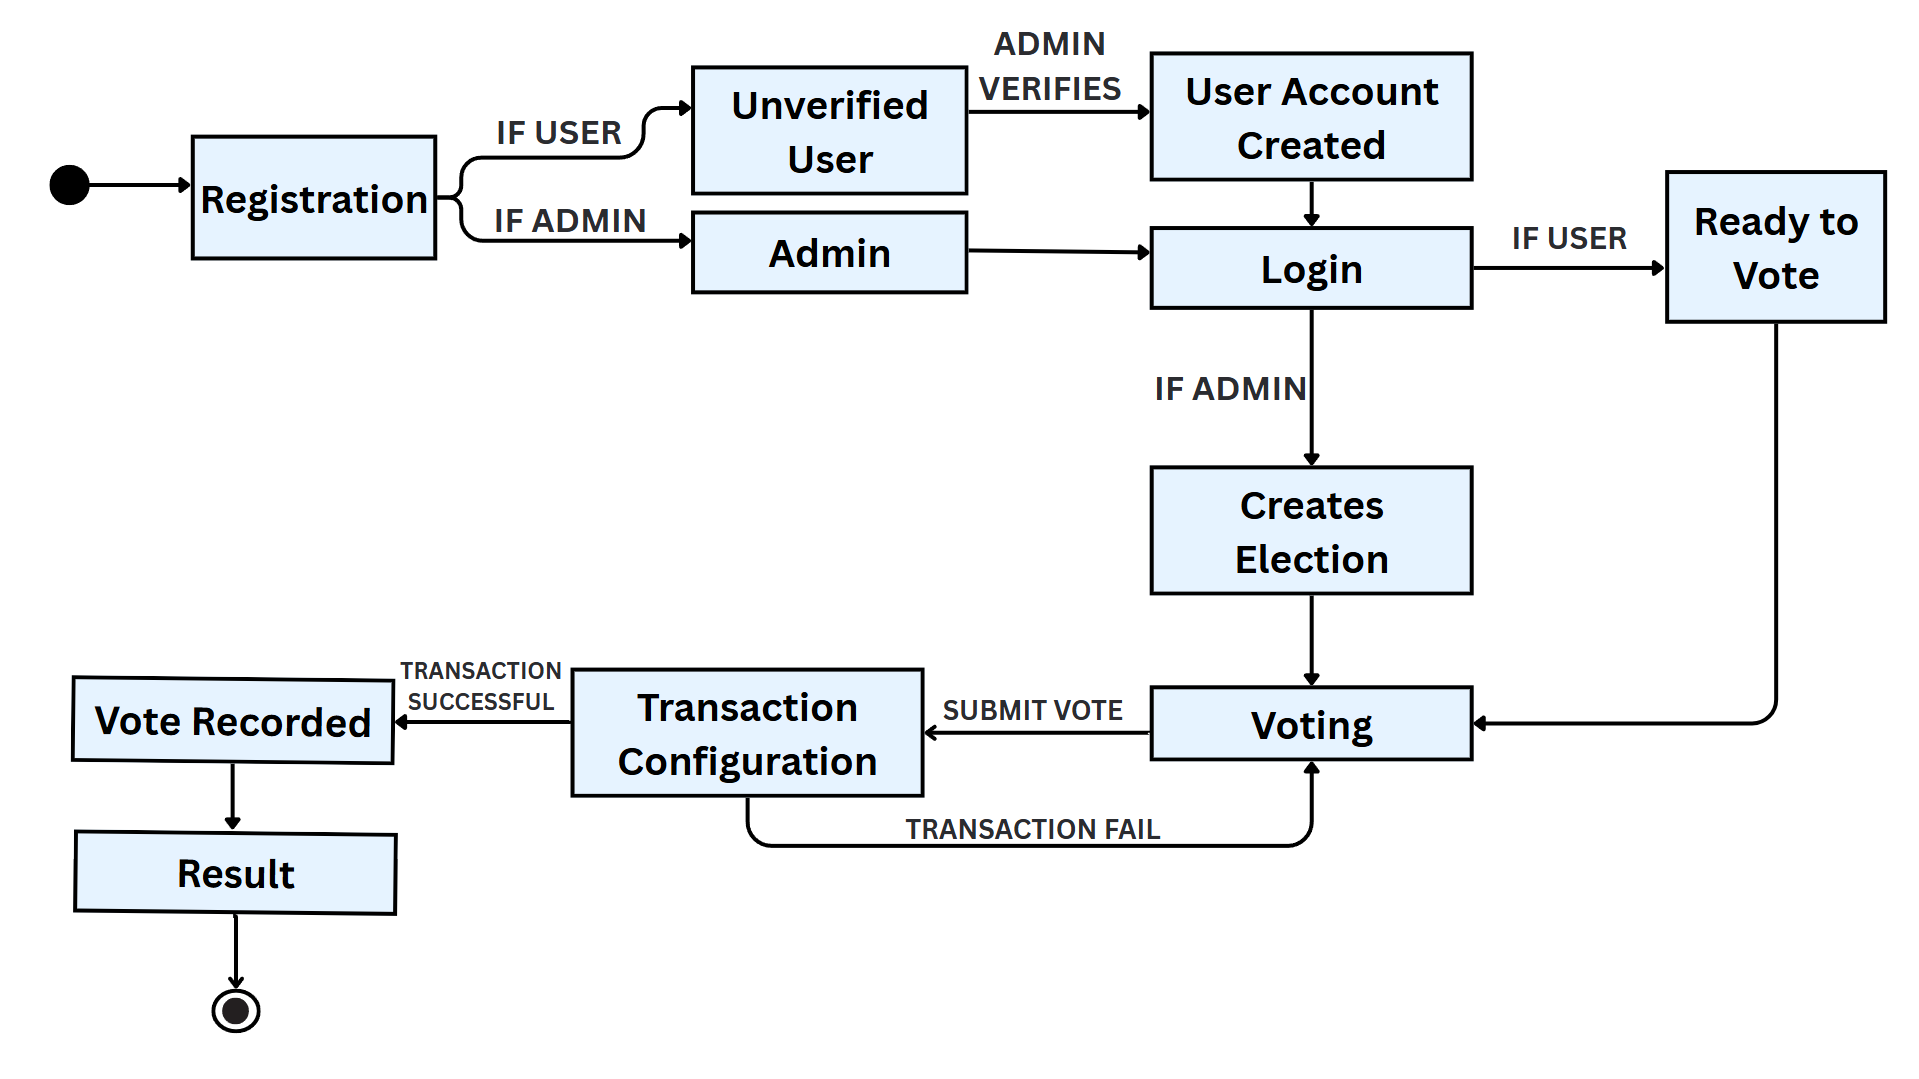 ADMIN
VERIFIES
User Account
Created
Unverified
User
IF USER
Registration
IF ADMIN
Admin
Login
IF USER
Ready to
Vote
IF ADMIN
Creates
Election
TRANSACTION
SUCCESSFUL
Vote Recorded
Transaction
Configuration
SUBMIT VOTE
Voting
TRANSACTION FAIL
Result